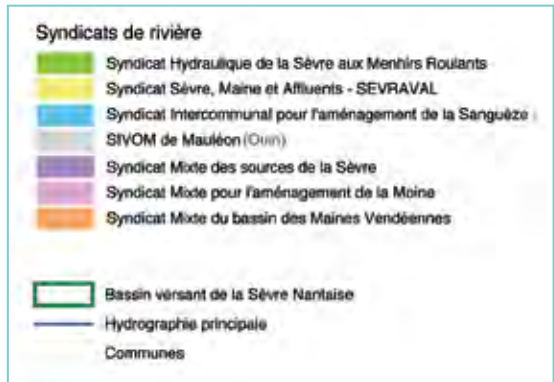 Syndicats de rivière
Syndicat Hydraulique de la Sèvre aux Menhirs Roulants
Syndicat Sèvre, Maine et Affluents - SEVRAVAL
Syndicat Intercommunal pour l'aménagement de la Sanguèze
SIVOM de Mauléon (Ouin)
Syndicat Mixte des sources de la Sèvre
Syndicat Mixte pour l'aménagement de la Moine
Syndicat Mixte du bassin des Maines Vendéennes
Bassin versant de la Sèvre Nantaise
Hydrographie principale
Communes